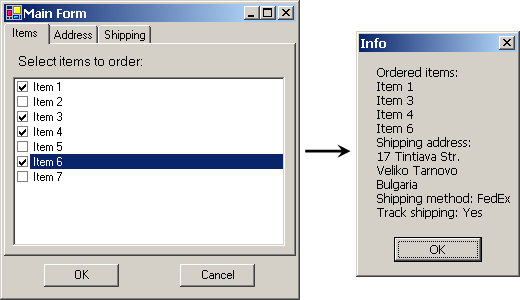 Main Form
Items Address Shipping
Select items to order:
Item 1
Item 2
Item 3
Item 4
Item 5
Item 6
Item 7
OK Cancel
Info
Ordered items:
Item 1
Item 3
Item 4
Item 6
Shipping address:
17 Tintiava Str.
Veliko Tarnovo
Bulgaria
Shipping method: FedEx
Track shipping: Yes
OK